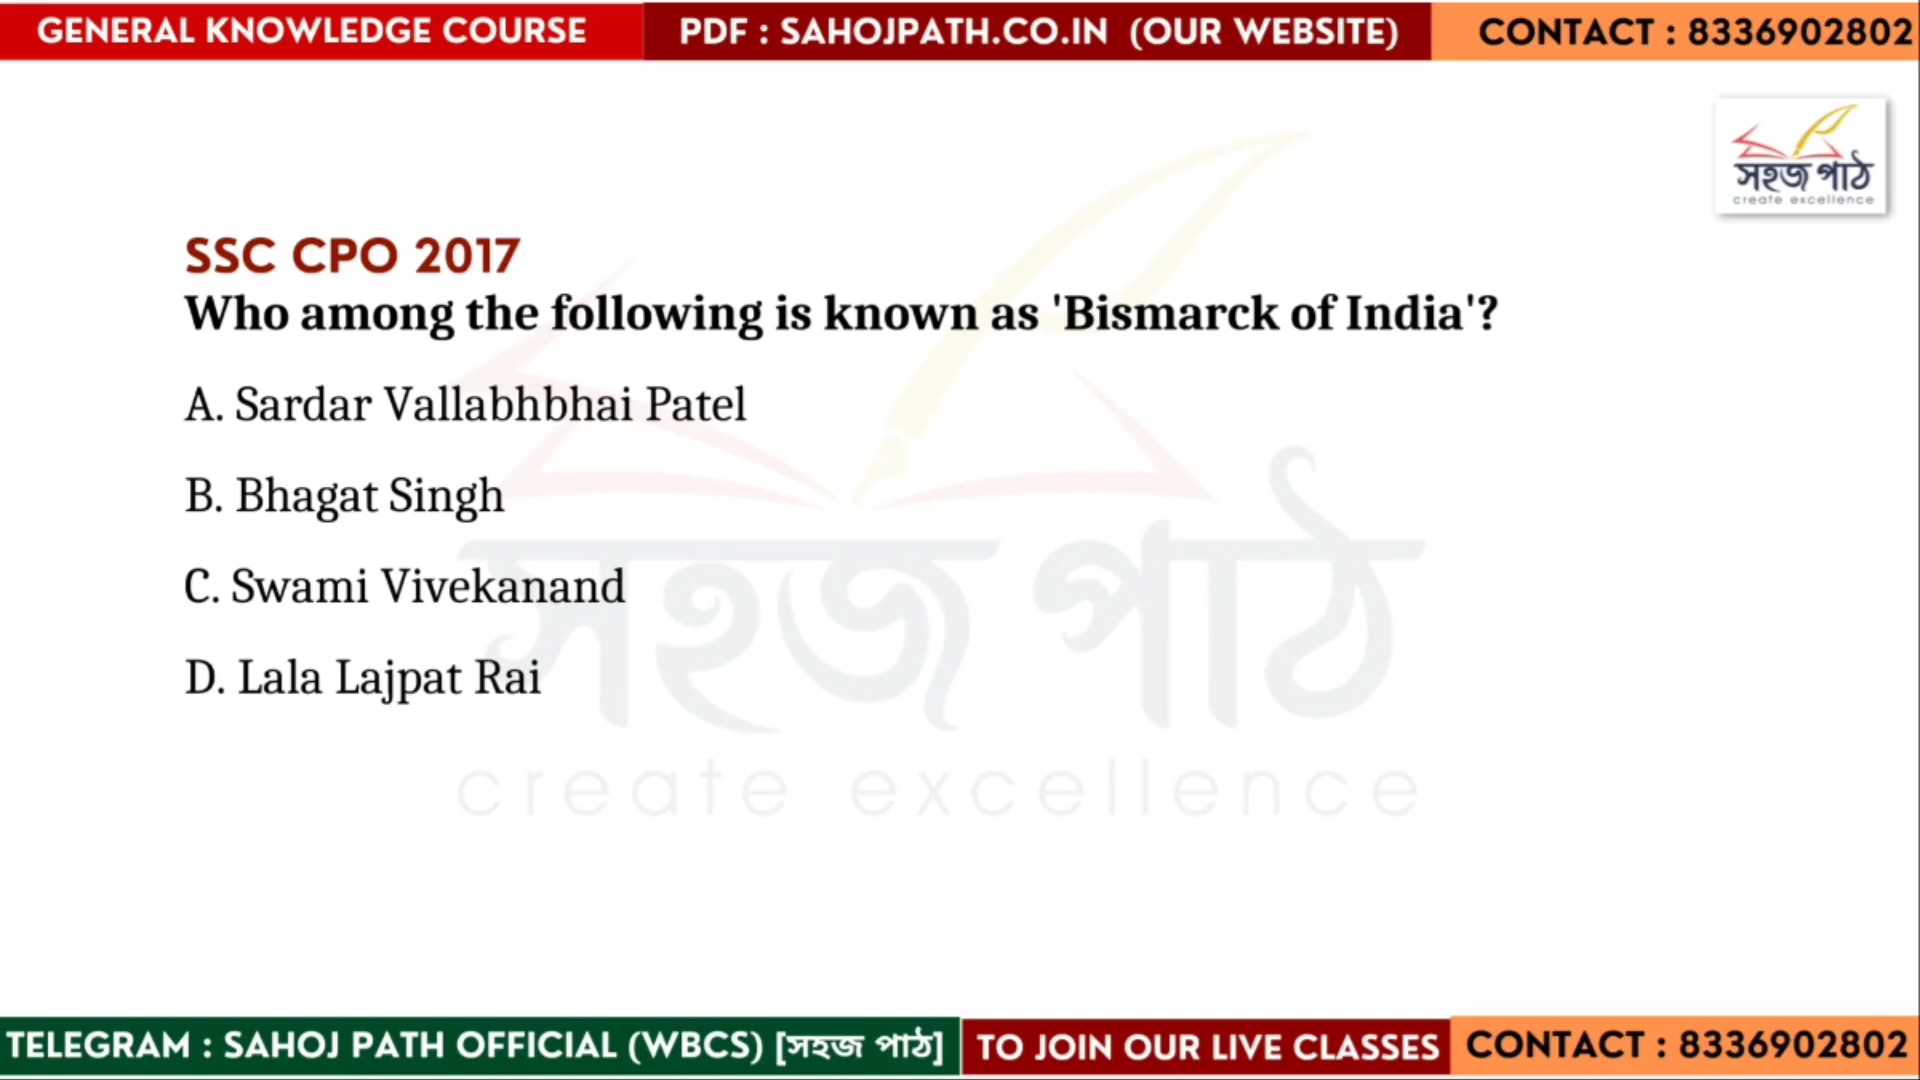 GENERAL KNOWLEDGE COURSE
PDF : SAHOJPATH.CO.IN (OUR WEBSITE)
CONTACT : 8336902802
সহজ পাঠ
create excellence
SSC CPO 2017
Who among the following is known as 'Bismarck of India'?
A. Sardar Vallabhbhai Patel
B. Bhagat Singh
C. Swami Vivekanand
D. Lala Lajpat Rai
সহজ পাঠ
create excellence
TELEGRAM : SAHOJ PATH OFFICIAL (WBCS) [সহজ পাঠ]
TO JOIN OUR LIVE CLASSES
CONTACT : 8336902802